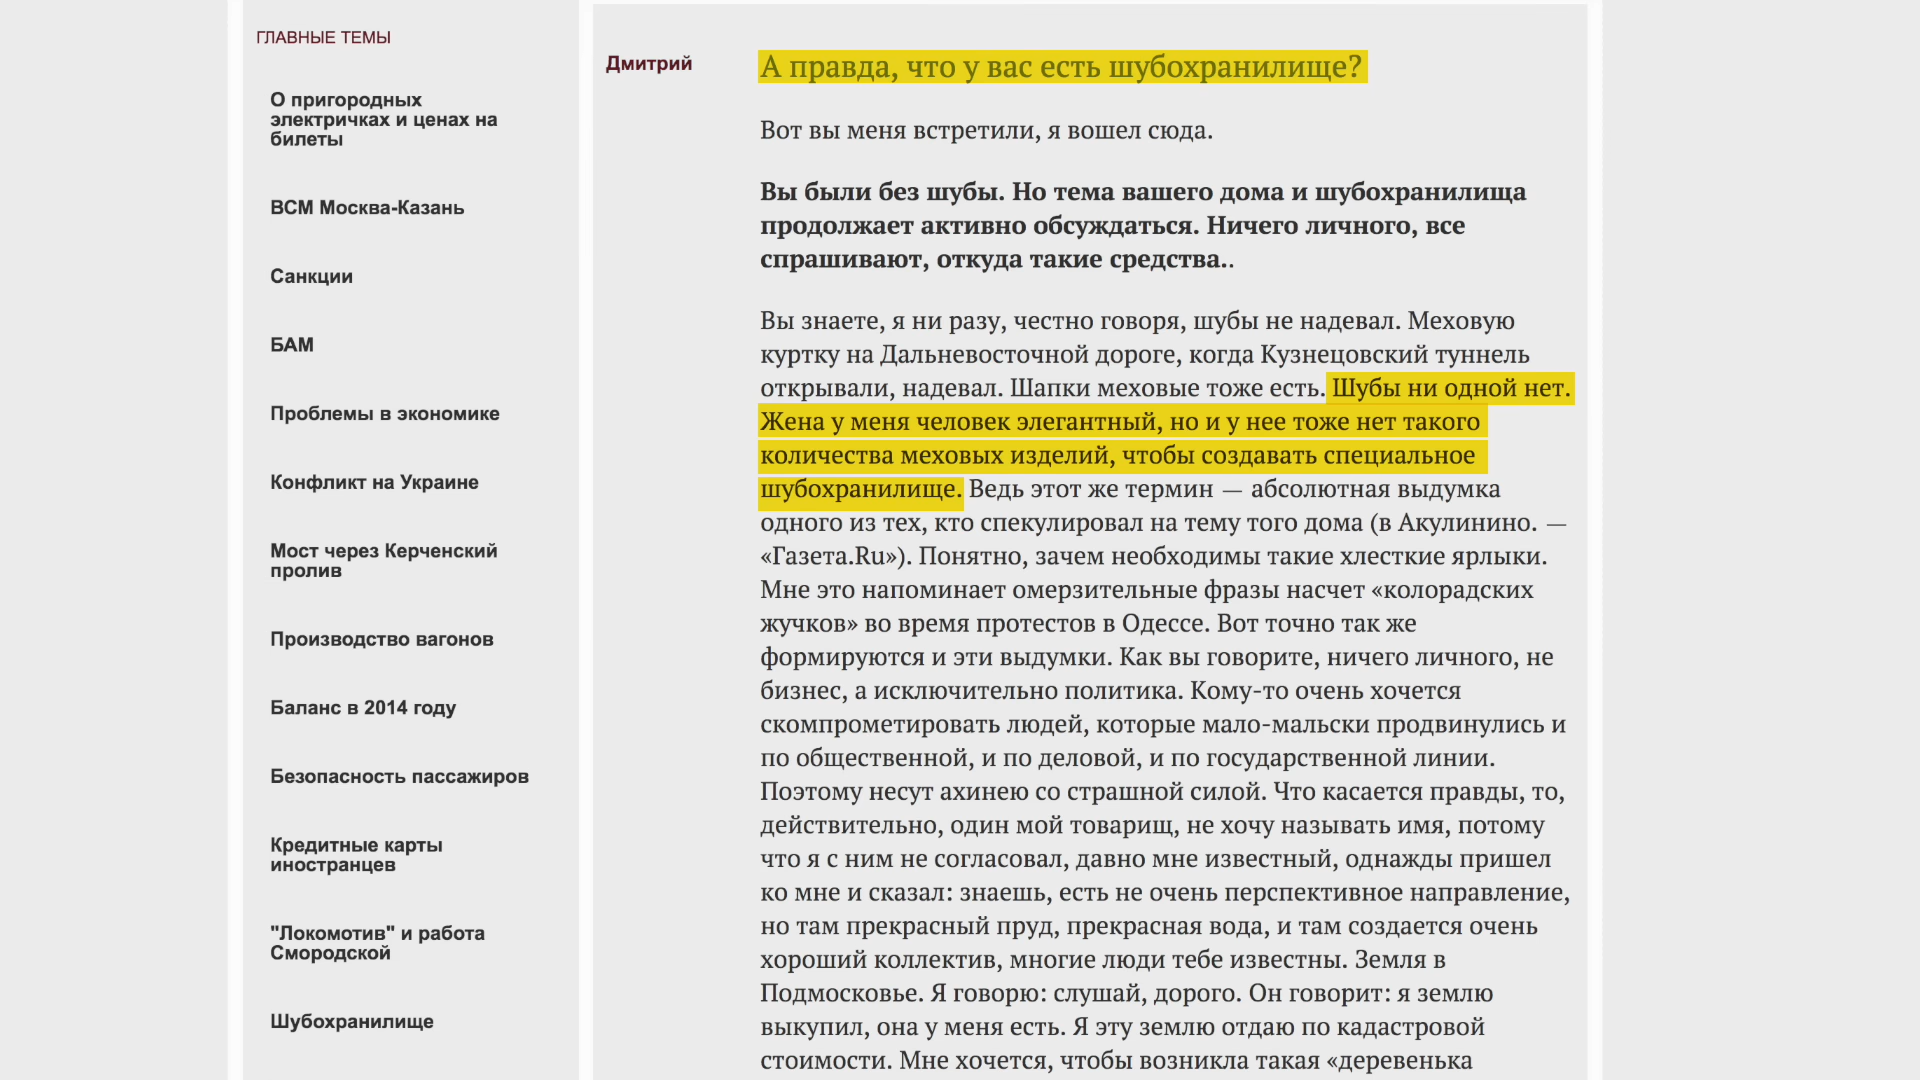 ГЛАВНЫЕ ТЕМЫ
О пригородных
электричках и ценах на
билеты
ВСМ Москва-Казань
Санкции
БАМ
Проблемы в экономике
Конфликт на Украине
Мост через Керченский
пролив
Производство вагонов
Баланс в 2014 году
Безопасность пассажиров
Кредитные карты
иностранцев
"Локомотив" и работа
Смородской
Шубохранилище
Дмитрий
А правда, что у вас есть шубохранилище?
Вот вы меня встретили, я вошел сюда.
Вы были без шубы. Но тема вашего дома и шубохранилища
продолжает активно обсуждаться. Ничего личного, все
спрашивают, откуда такие средства..
Вы знаете, я ни разу, честно говоря, шубы не надевал. Меховую
куртку на Дальневосточной дороге, когда Кузнецовский туннель
открывали, надевал. Шапки меховые тоже есть. Шубы ни одной нет.
Жена у меня человек элегантный, но и у нее тоже нет такого
количества меховых изделий, чтобы создавать специальное
шубохранилище. Ведь этот же термин — абсолютная выдумка
одного из тех, кто спекулировал на тему того дома (в Акулинино. —
«Газета.Ru»). Понятно, зачем необходимы такие хлесткие ярлыки.
Мне это напоминает омерзительные фразы насчет «колорадских
жучков» во время протестов в Одессе. Вот точно так же
формируются и эти выдумки. Как вы говорите, ничего личного, не
бизнес, а исключительно политика. Кому-то очень хочется
скомпрометировать людей, которые мало-мальски продвинулись и
по общественной, и по деловой, и по государственной линии.
Поэтому несут ахинею со страшной силой. Что касается правды, то,
действительно, один мой товарищ, не хочу называть имя, потому
что я с ним не согласовал, давно мне известный, однажды пришел
ко мне и сказал: знаешь, есть не очень перспективное направление,
но там прекрасный пруд, прекрасная вода, и там создается очень
хороший коллектив, многие люди тебе известны. Земля в
Подмосковье. Я говорю: слушай, дорого. Он говорит: я землю
выкупил, она у меня есть. Я эту землю отдаю по кадастровой
стоимости. Мне хочется, чтобы возникла такая «деревенька